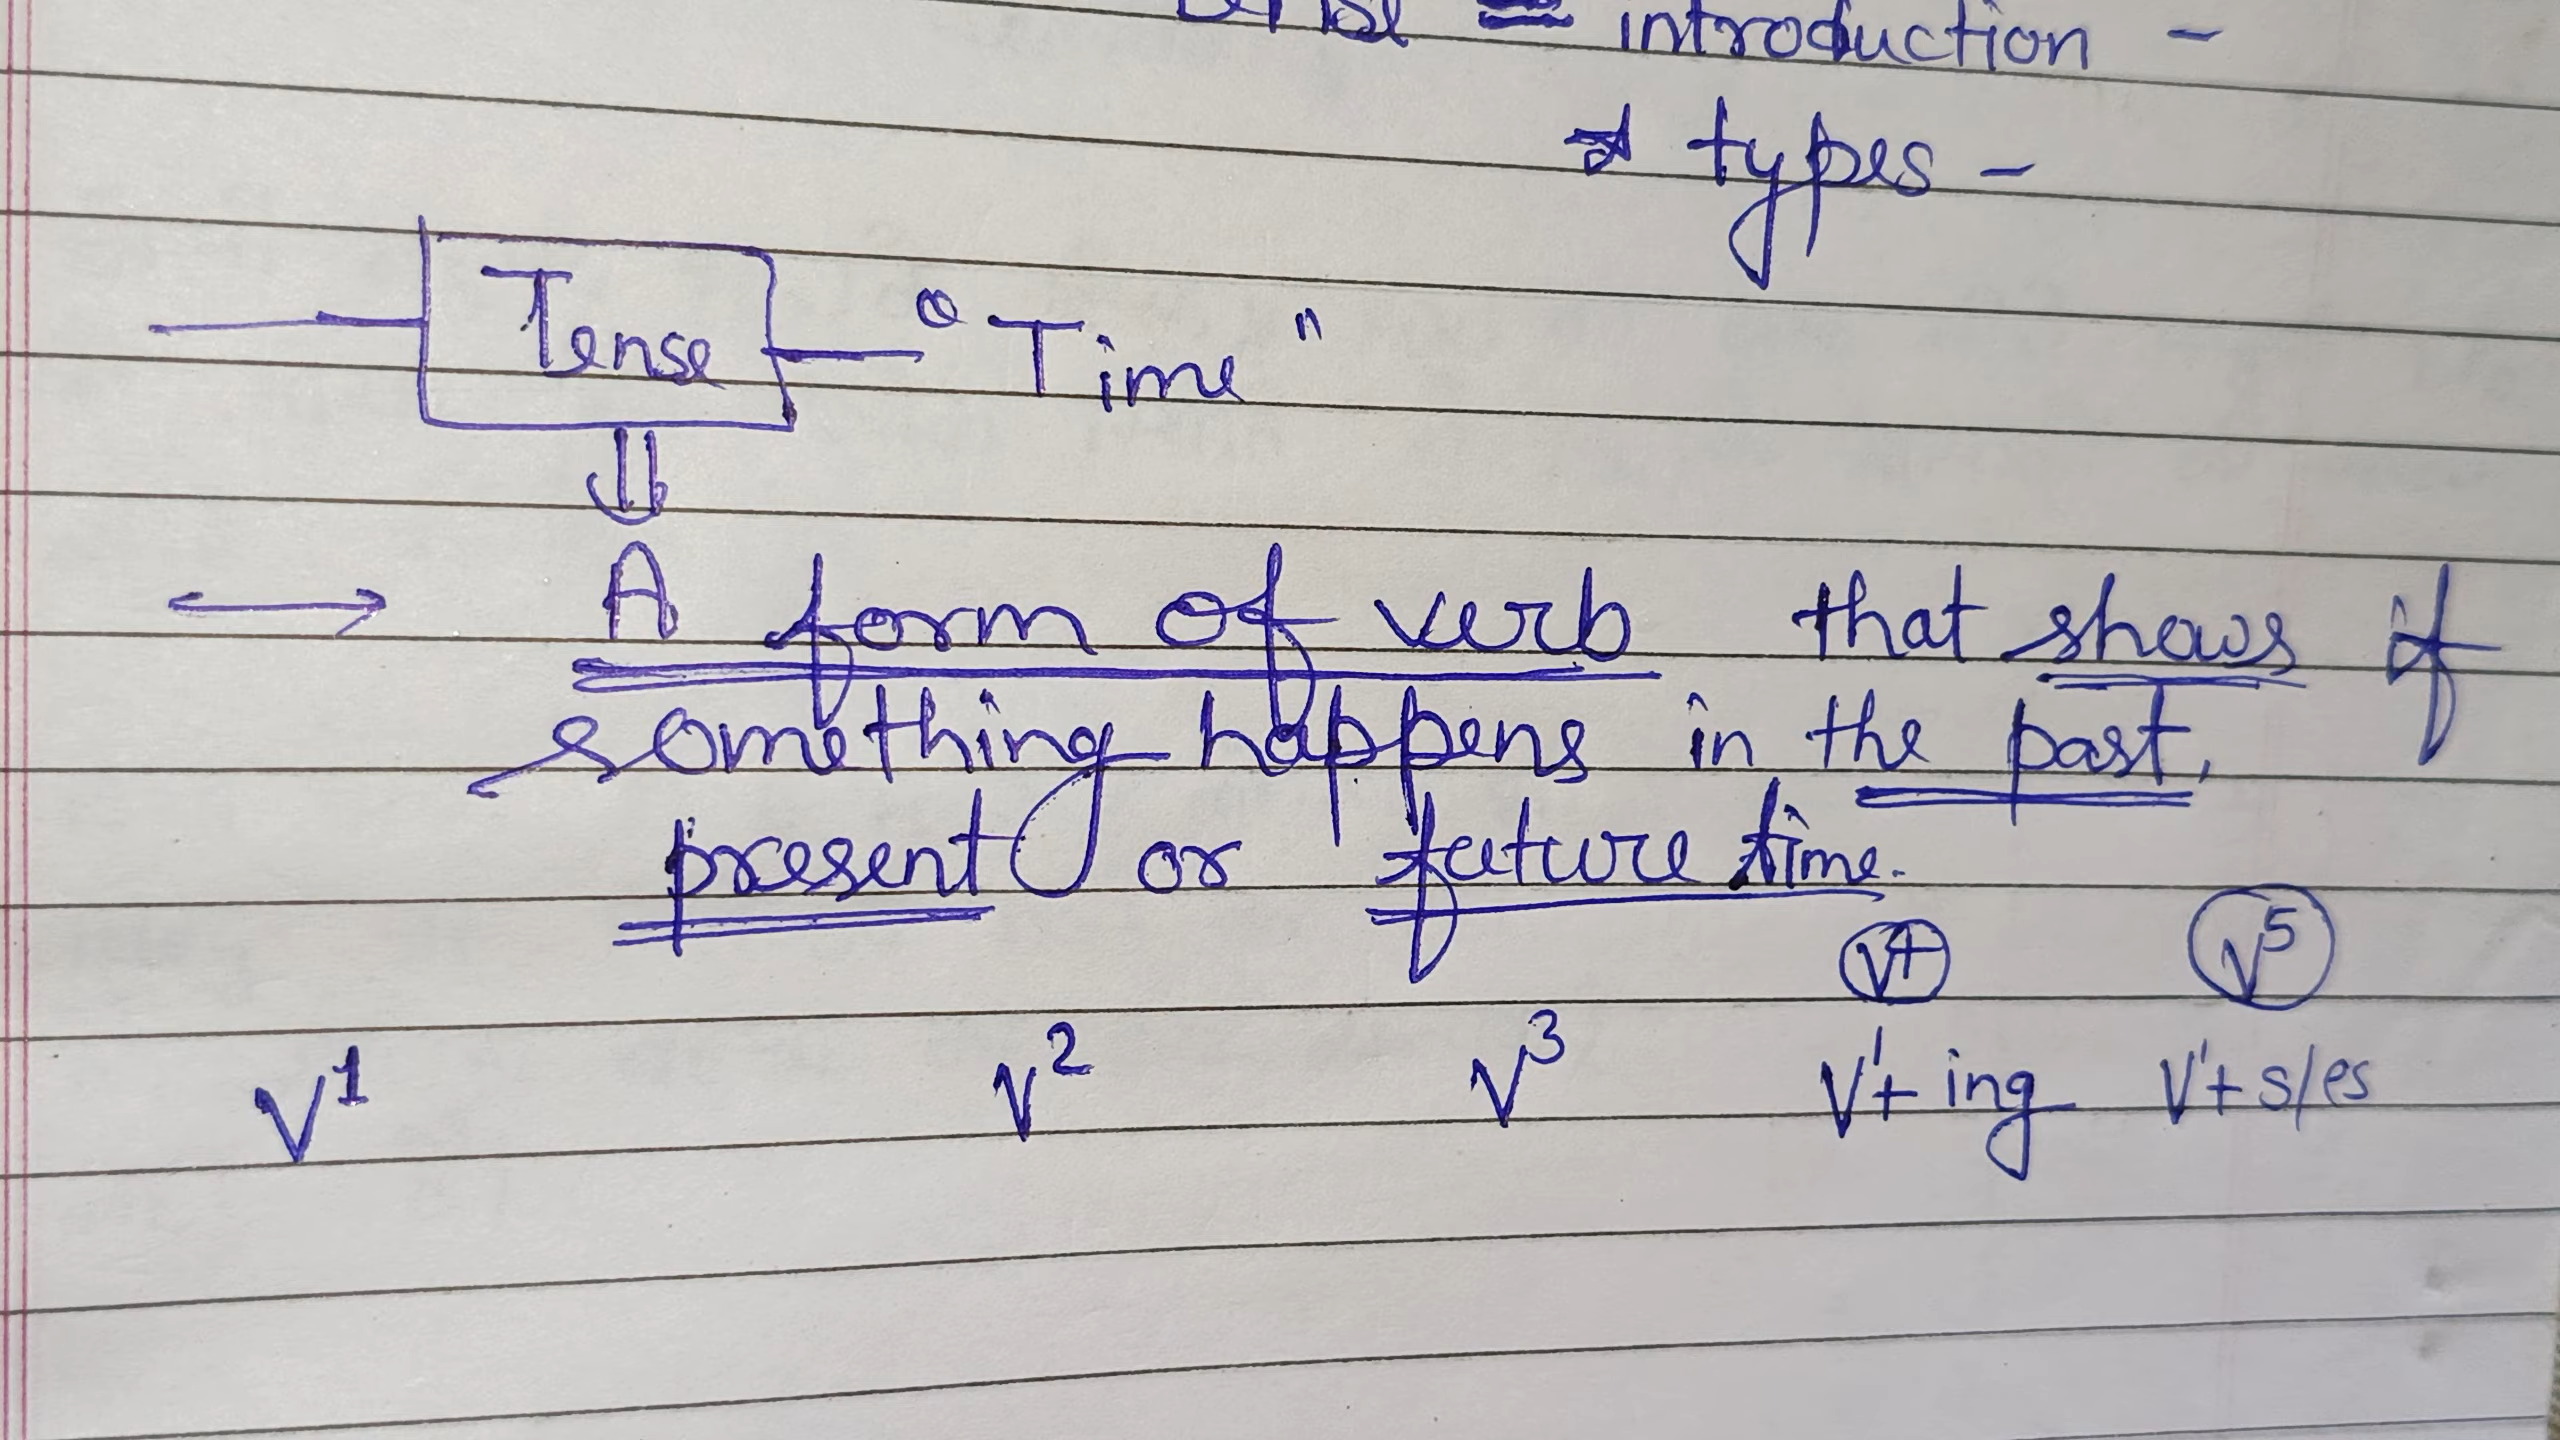 Tense = introduction -
→ types -
Tense — "Time"
A form of verb that shows if
something happens in the past,
present or future time.
V⁴ V⁵
V¹ V² V³ V¹+ ing V¹+ s/es